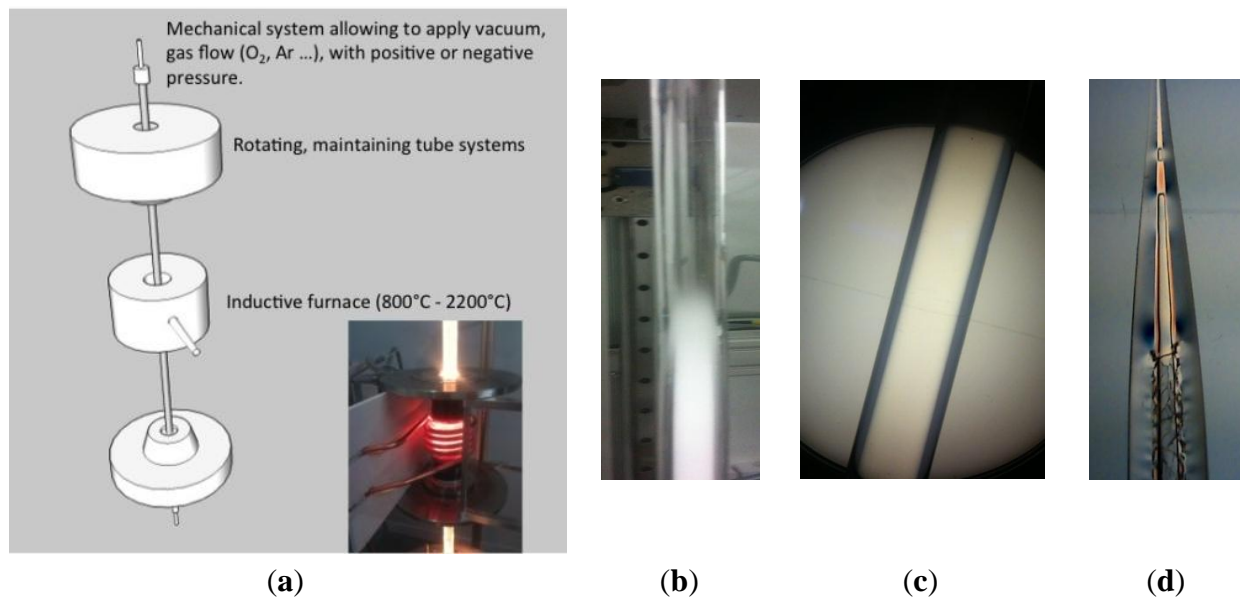 Mechanical system allowing to apply vacuum,
gas flow (O₂, Ar ...), with positive or negative
pressure.
Rotating, maintaining tube systems
Inductive furnace (800°C - 2200°C)
(a)
(b)
(c)
(d)